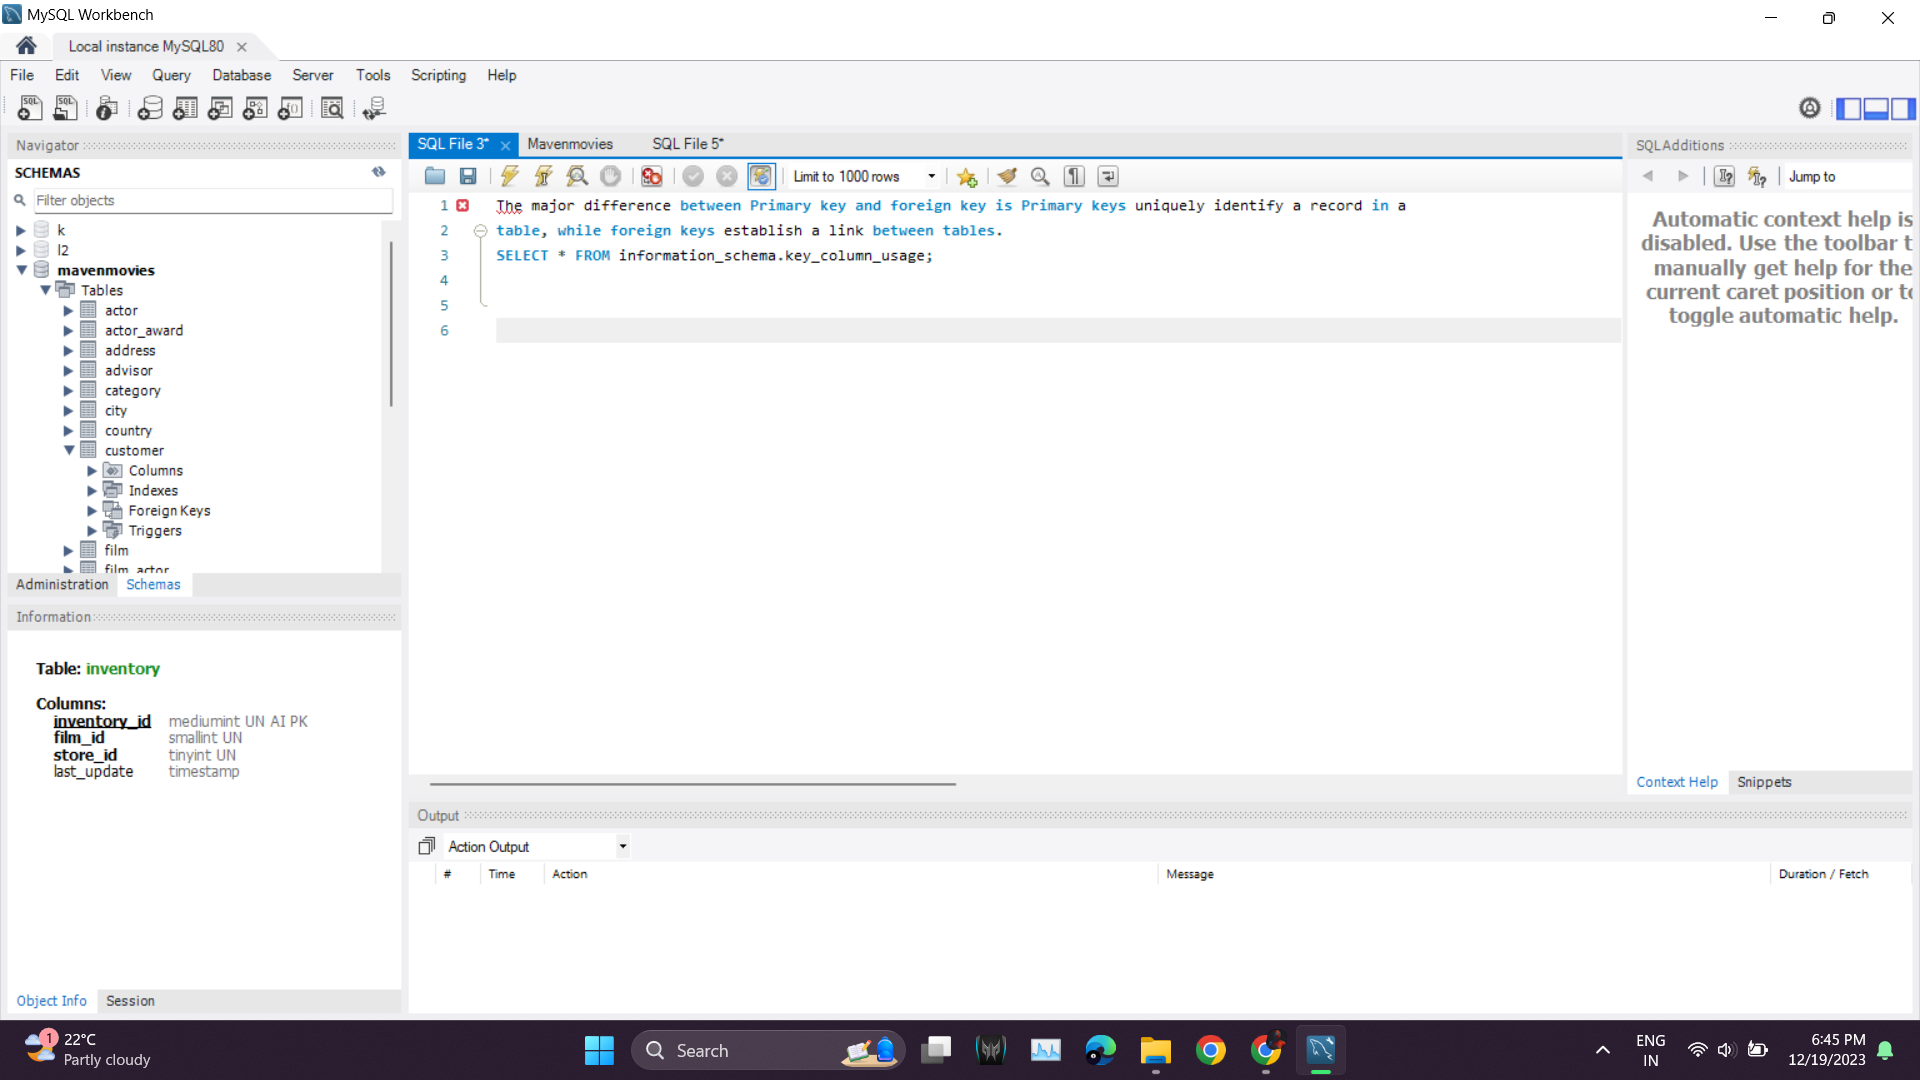 MySQL Workbench
Local instance MySQL80
File Edit View Query Database Server Tools Scripting Help
Navigator
SCHEMAS
Filter objects
k
l2
mavenmovies
Tables
actor
actor_award
address
advisor
category
city
country
customer
Columns
Indexes
Foreign Keys
Triggers
film
film_actor
Administration Schemas
Information
Table: inventory
Columns:
inventory_id mediumint UN AI PK
film_id smallint UN
store_id tinyint UN
last_update timestamp
Object Info Session
SQL File 3* Mavenmovies SQL File 5*
Limit to 1000 rows
1 The major difference between Primary key and foreign key is Primary keys uniquely identify a record in a
2 table, while foreign keys establish a link between tables.
3 SELECT * FROM information_schema.key_column_usage;
4
5
6
SQLAdditions
Jump to
Automatic context help is
disabled. Use the toolbar t
manually get help for the
current caret position or to
toggle automatic help.
Context Help Snippets
Output
Action Output
# Time Action Message Duration / Fetch
1
22°C
Partly cloudy
Search
ENG
IN
6:45 PM
12/19/2023